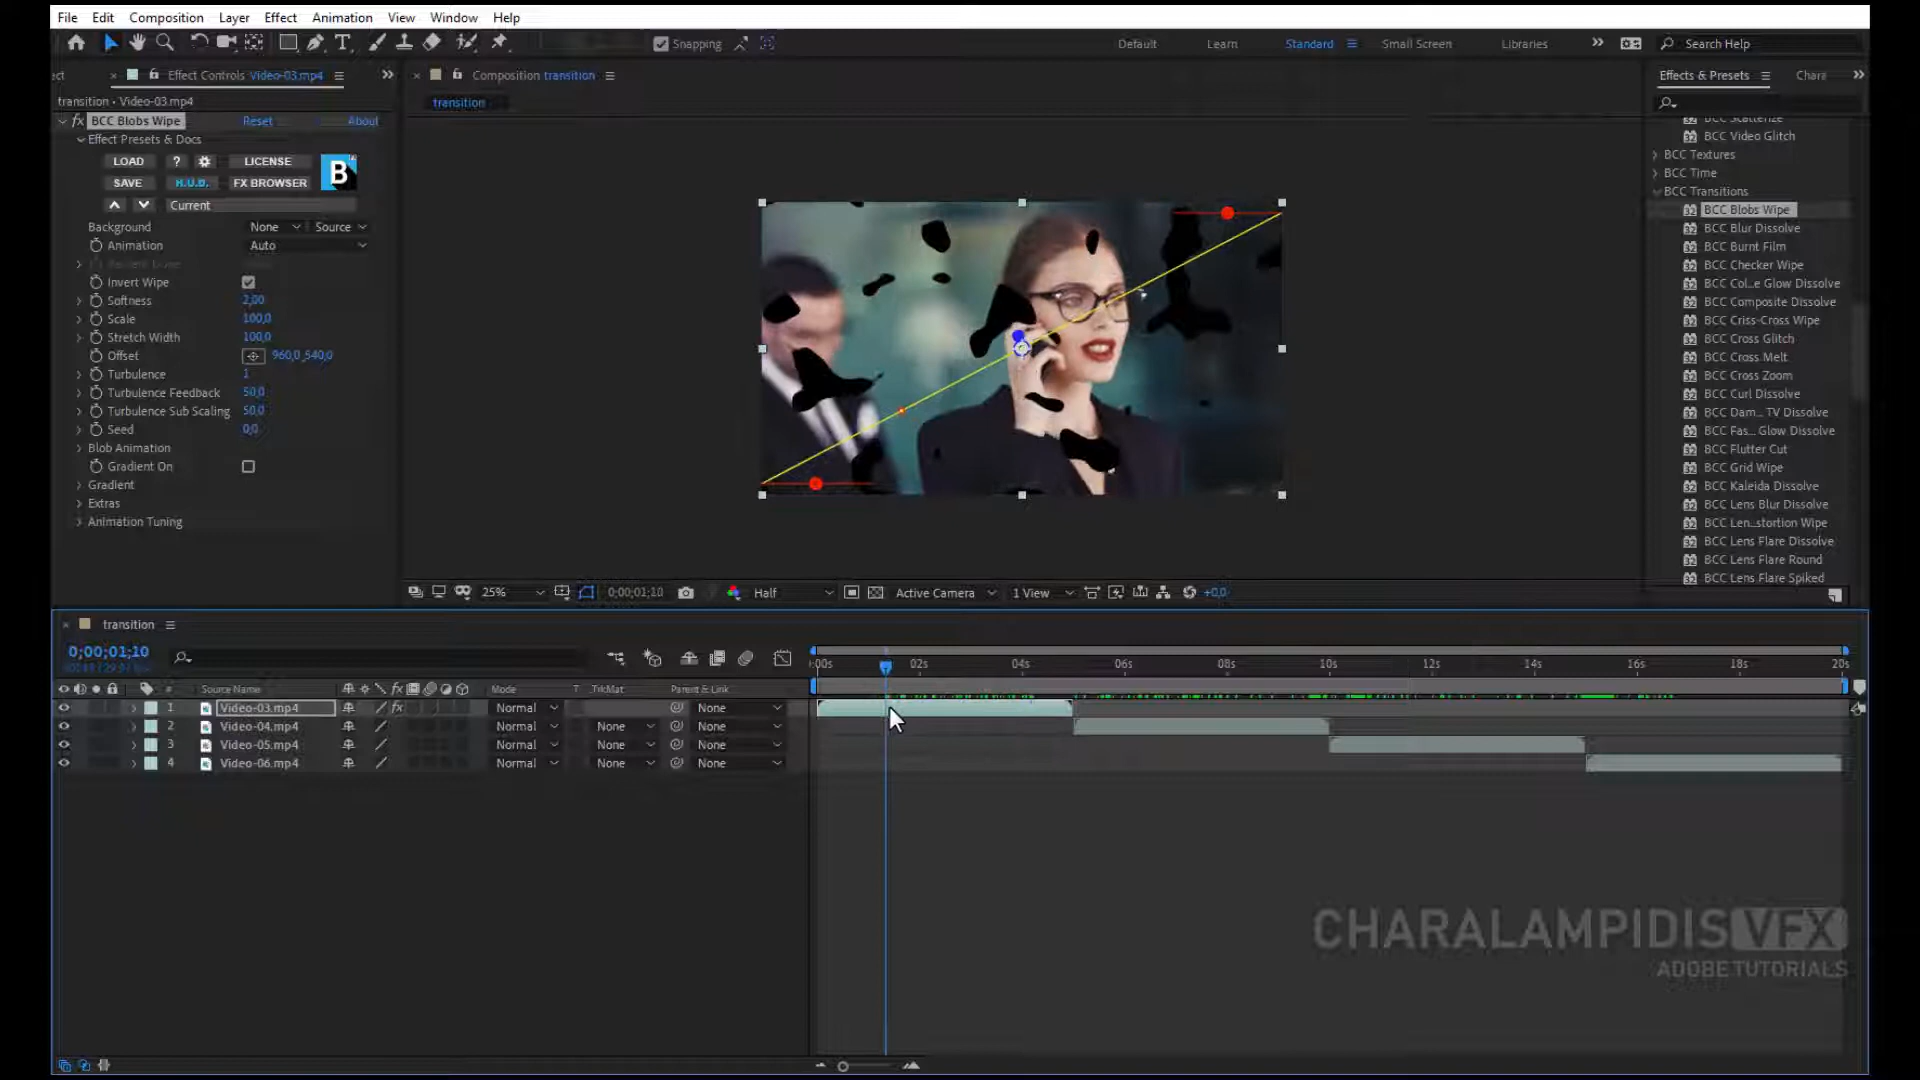 File Edit Composition Layer Effect Animation View Window Help
Snapping
Default Learn Standard Small Screen Libraries Search Help
Effect Controls Video-03.mp4
Composition transition
Effects & Presets
Chara
transition • Video-03.mp4
transition
fx BCC Blobs Wipe Reset About
Effect Presets & Docs
LOAD ? LICENSE
SAVE H.U.D. FX BROWSER
B
Current
Background None Source
Animation Auto
Invert Wipe
Softness 2,00
Scale 100,0
Stretch Width 100,0
Offset 960,0,540,0
Turbulence 1
Turbulence Feedback 50,0
Turbulence Sub Scaling 50,0
Seed 0,0
Blob Animation
Gradient On
Gradient
Extras
Animation Tuning
BCC Scatterize
BCC Video Glitch
BCC Textures
BCC Time
BCC Transitions
BCC Blobs Wipe
BCC Blur Dissolve
BCC Burnt Film
BCC Checker Wipe
BCC Col...e Glow Dissolve
BCC Composite Dissolve
BCC Criss-Cross Wipe
BCC Cross Glitch
BCC Cross Melt
BCC Cross Zoom
BCC Curl Dissolve
BCC Dam... TV Dissolve
BCC Fas... Glow Dissolve
BCC Flutter Cut
BCC Grid Wipe
BCC Kaleida Dissolve
BCC Lens Blur Dissolve
BCC Len...stortion Wipe
BCC Lens Flare Dissolve
BCC Lens Flare Round
BCC Lens Flare Spiked
25% 0;00;01;10 Half Active Camera 1 View +0,0
transition
0;00;01;10
:00s 02s 04s 06s 08s 10s 12s 14s 16s 18s 20s
# Source Name fx Mode T .TrkMat Parent & Link
1 Video-03.mp4 fx Normal None
2 Video-04.mp4 Normal None None
3 Video-05.mp4 Normal None None
4 Video-06.mp4 Normal None None
CHARALAMPIDISVFX
ADOBE TUTORIALS